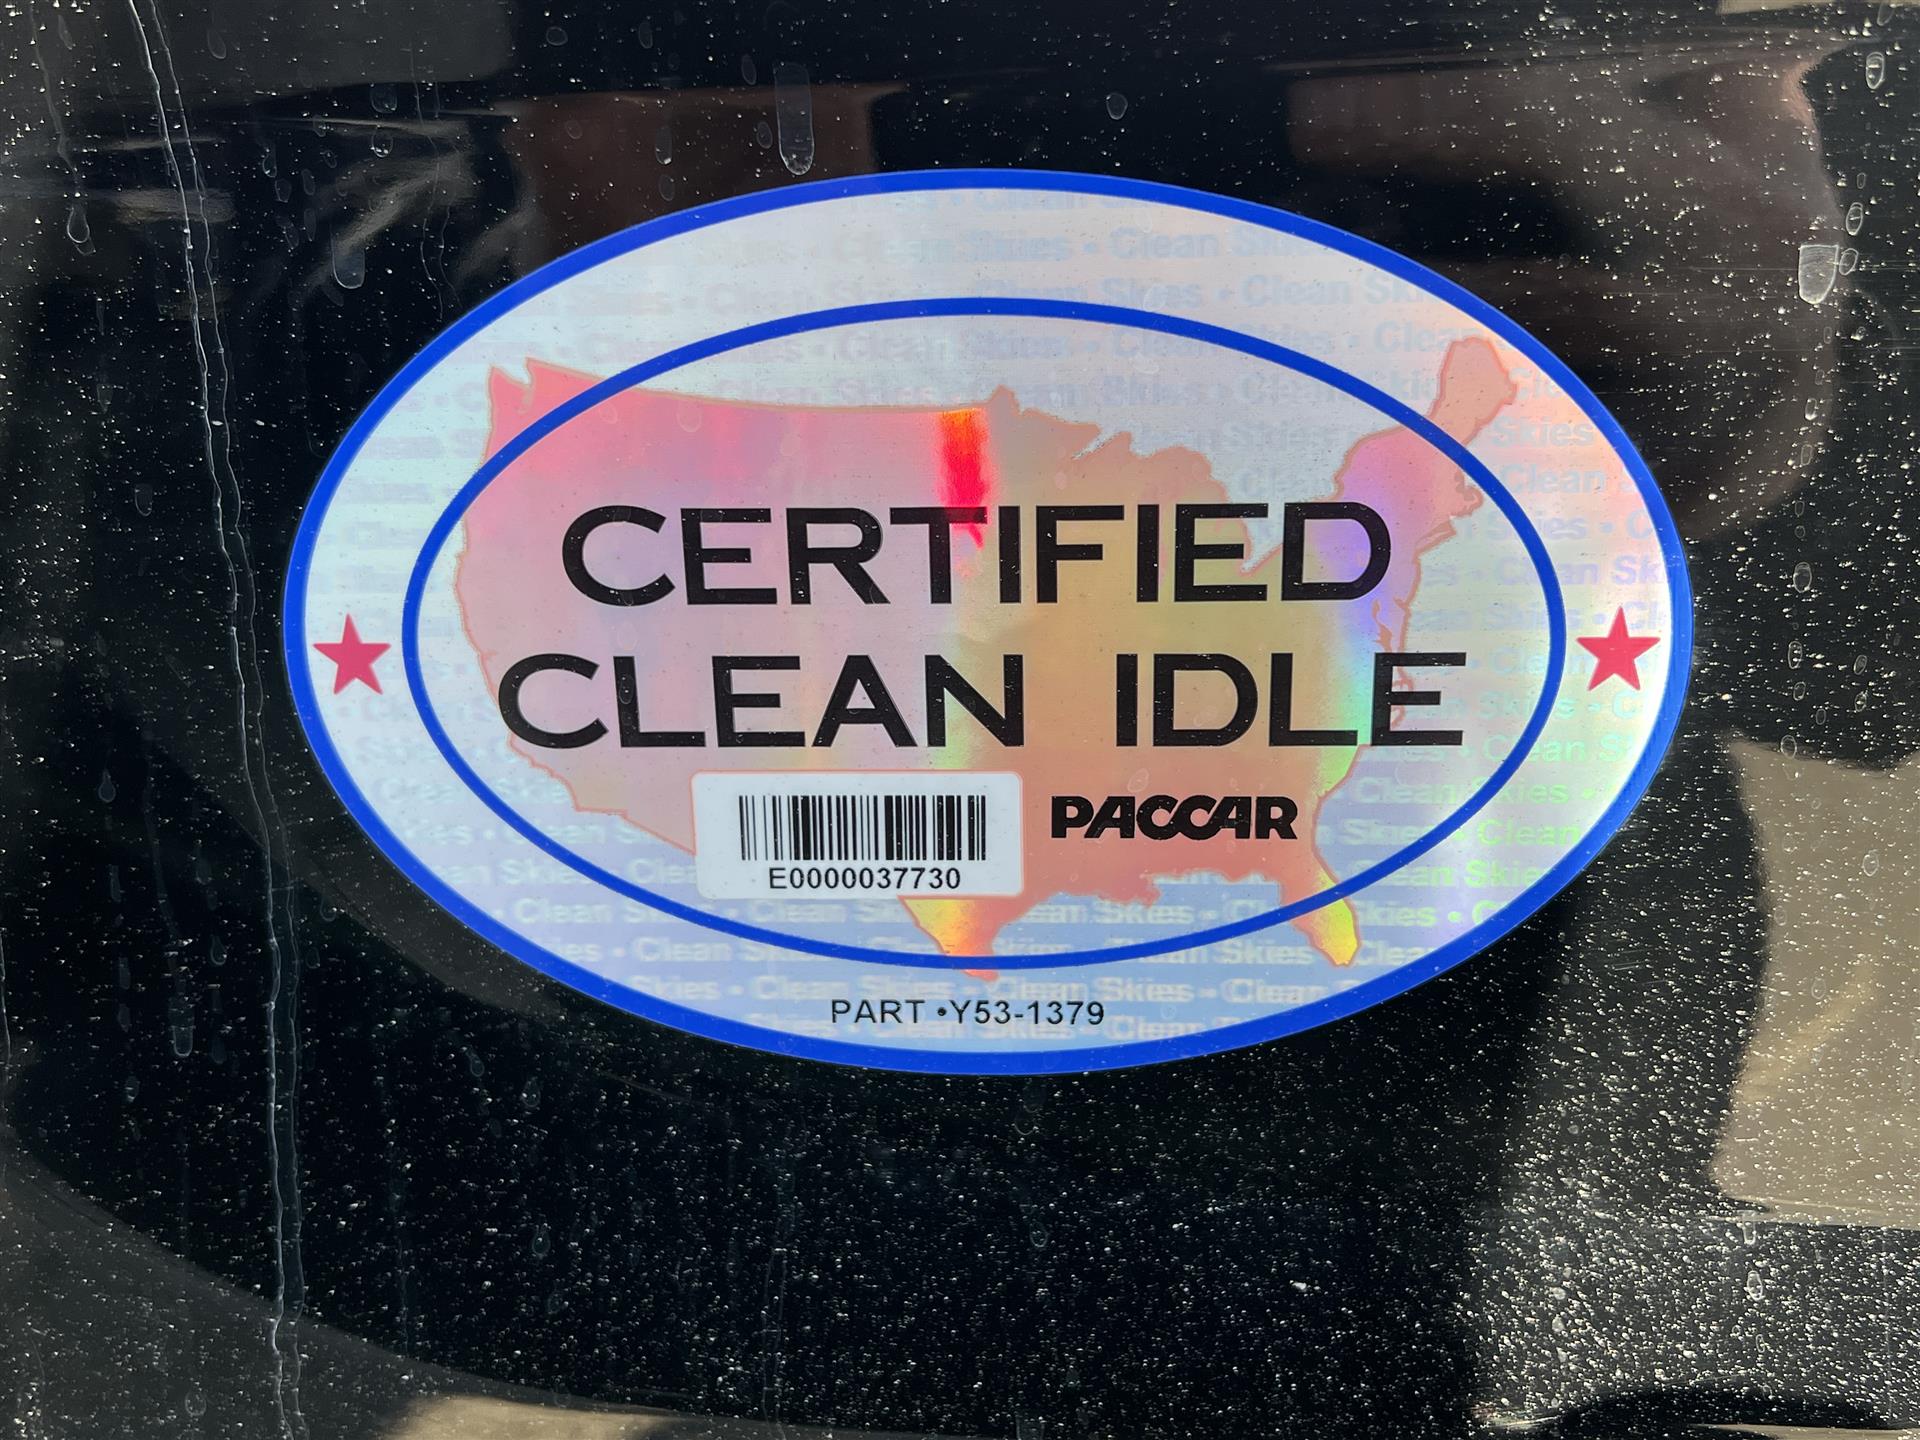 CERTIFIED
CLEAN IDLE
E0000037730
PACCAR
PART •Y53-1379